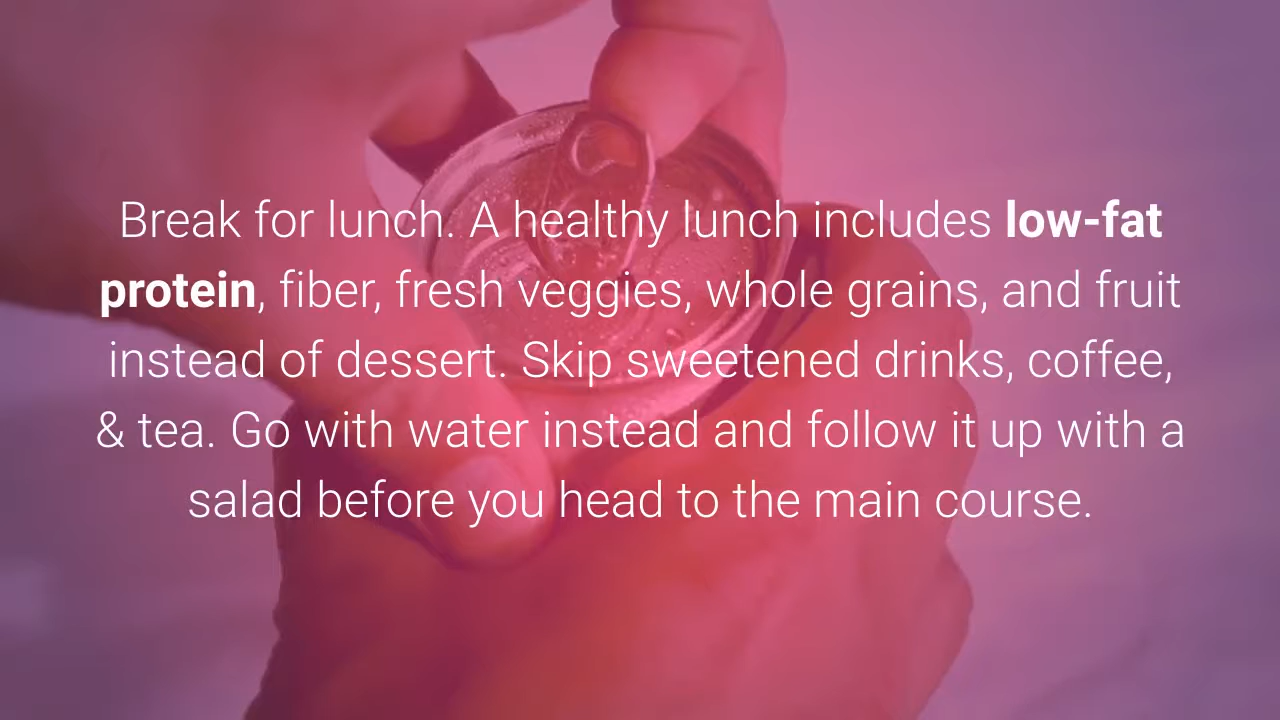 Break for lunch. A healthy lunch includes low-fat
protein, fiber, fresh veggies, whole grains, and fruit
instead of dessert. Skip sweetened drinks, coffee,
& tea. Go with water instead and follow it up with a
salad before you head to the main course.